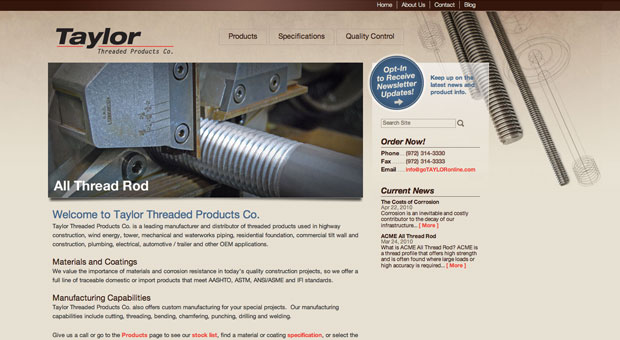 Home | About Us | Contact | Blog
Taylor
Threaded Products Co.
Products | Specifications | Quality Control
Opt-In
to Receive
Newsletter
Updates!
Keep up on the
latest news and
product info.
Search Site
All Thread Rod
Order Now!
Phone.... (972) 314-3330
Fax ....... (972) 314-3333
Email ..... info@goTAYLORonline.com
Current News
The Costs of Corrosion
Apr 22, 2010
Corrosion is an inevitable and costly
contributor to the decay of our
infrastructure... [ More ]
ACME All Thread Rod
Mar 24, 2010
What is ACME All Thread Rod? ACME is
a thread profile that offers high strength
and is often found where large loads or
high accuracy is required... [ More ]
Welcome to Taylor Threaded Products Co.
Taylor Threaded Products Co. is a leading manufacturer and distributor of threaded products used in highway
construction, wind energy, tower, mechanical and waterworks piping, residential foundation, commercial tilt wall and
construction, plumbing, electrical, automotive / trailer and other OEM applications.
Materials and Coatings
We value the importance of materials and corrosion resistance in today's quality construction projects, so we offer a
full line of traceable domestic or import products that meet AASHTO, ASTM, ANSI/ASME and IFI standards.
Manufacturing Capabilities
Taylor Threaded Products Co. also offers custom manufacturing for your special projects. Our manufacturing
capabilities include cutting, threading, bending, chamfering, punching, drilling and welding.
Give us a call or go to the Products page to see our stock list, find a material or coating specification, or select the